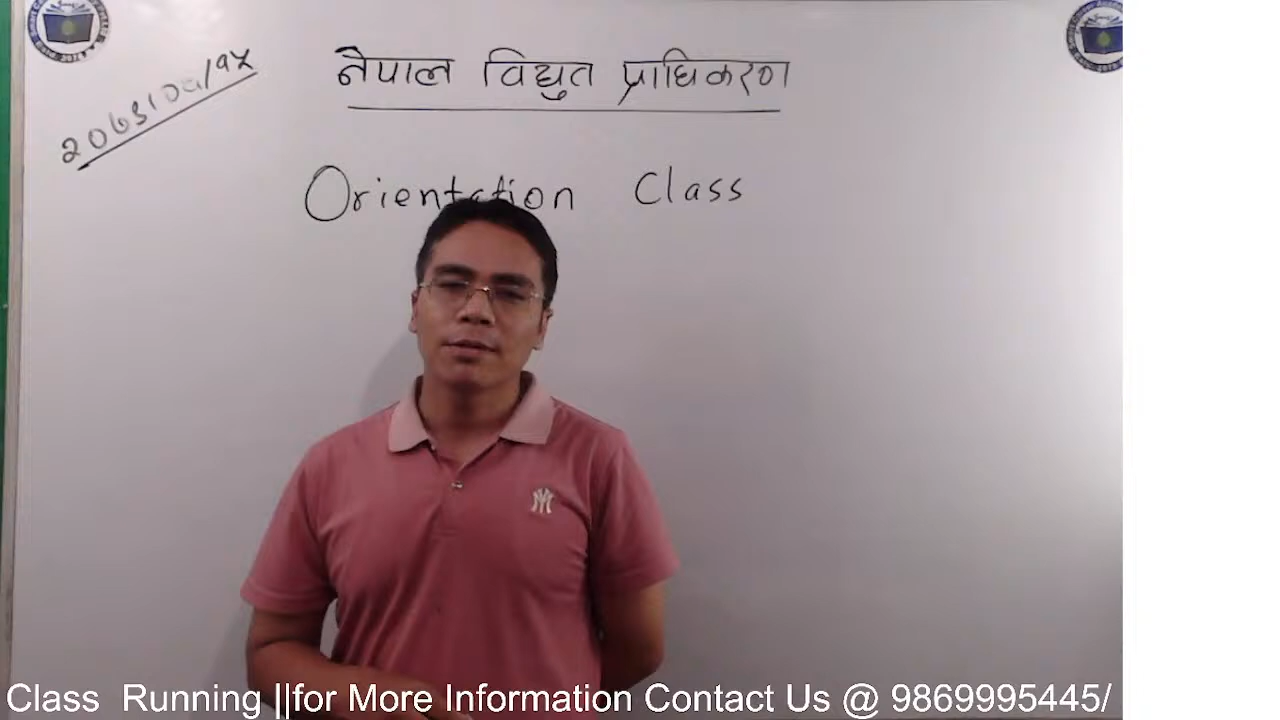 नेपाल विद्युत प्राधिकरण
Orientation Class
Class Running ||for More Information Contact Us @ 9869995445/